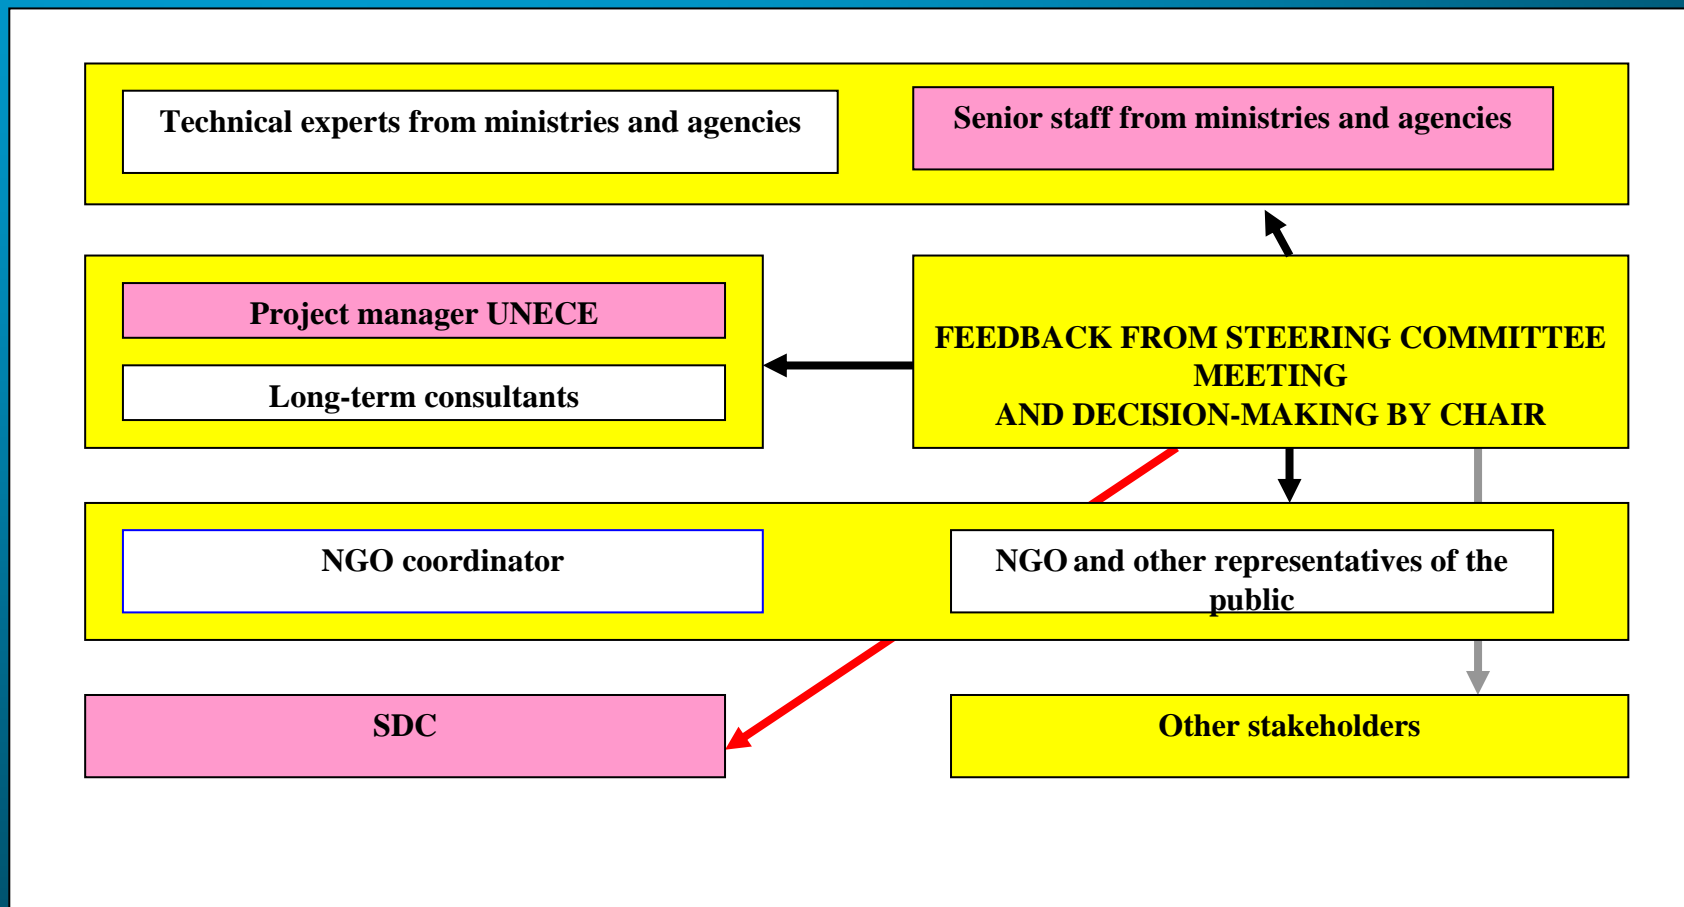 Technical experts from ministries and agencies
Senior staff from ministries and agencies
Project manager UNECE
Long-term consultants
FEEDBACK FROM STEERING COMMITTEE
MEETING
AND DECISION-MAKING BY CHAIR
NGO coordinator
NGO and other representatives of the
public
SDC
Other stakeholders